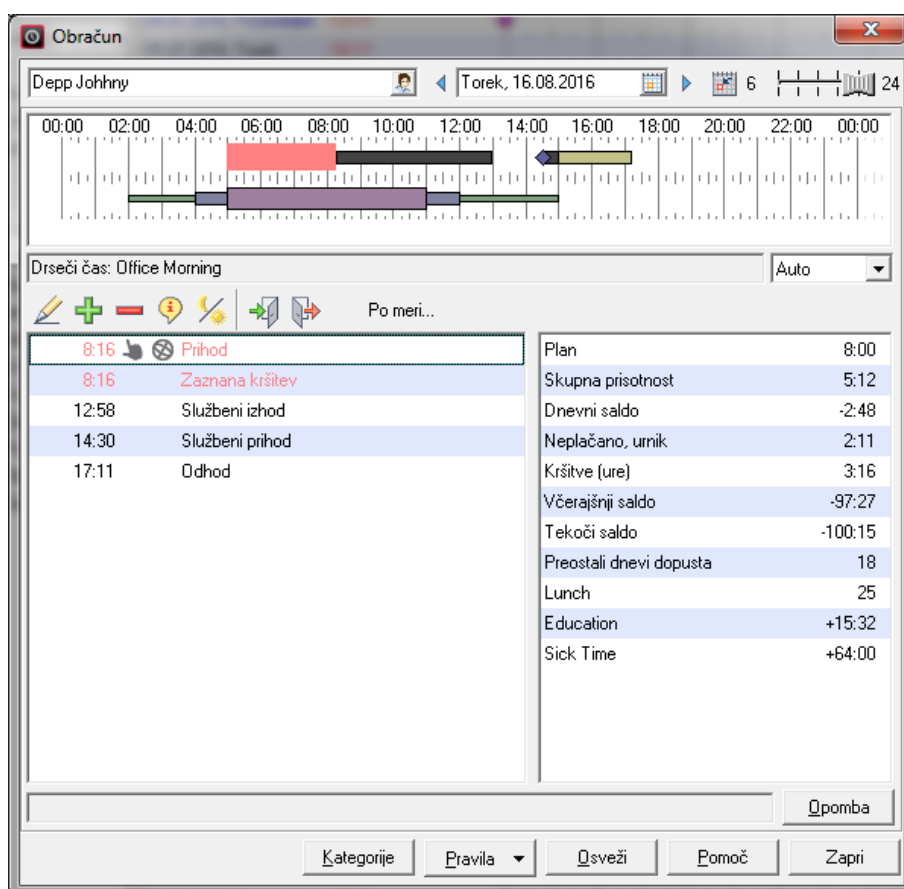 Obračun
Depp Johhny Torek, 16.08.2016 6 24
00:00 02:00 04:00 06:00 08:00 10:00 12:00 14:00 16:00 18:00 20:00 22:00 00:00
Drseči čas: Office Morning Auto
Po meri...
8:16 Prihod
8:16 Zaznana kršitev
12:58 Službeni izhod
14:30 Službeni prihod
17:11 Odhod
Plan 8:00
Skupna prisotnost 5:12
Dnevni saldo -2:48
Neplačano, urnik 2:11
Kršitve (ure) 3:16
Včerajšnji saldo -97:27
Tekoči saldo -100:15
Preostali dnevi dopusta 18
Lunch 25
Education +15:32
Sick Time +64:00
Opomba
Kategorije Pravila Osveži Pomoč Zapri